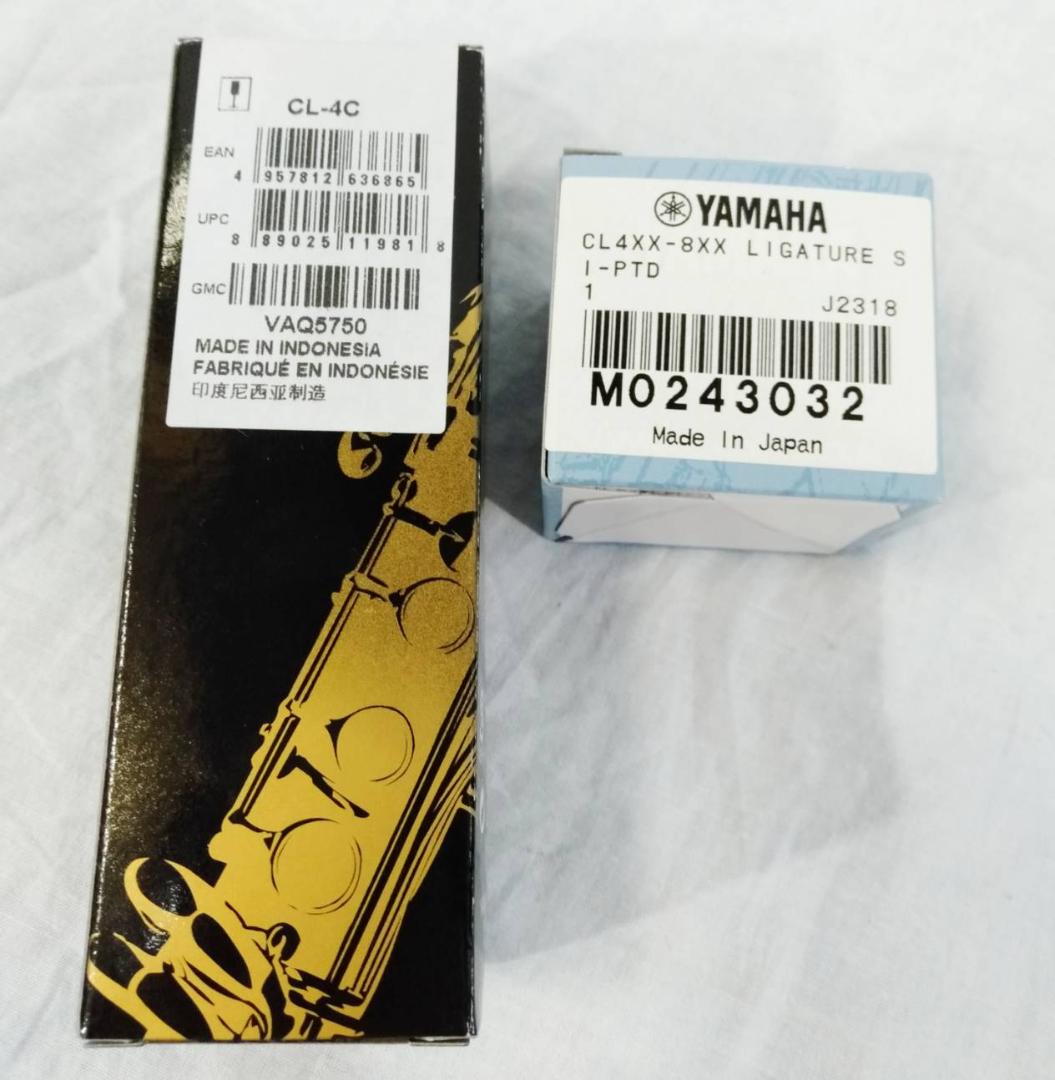 CL-4C
EAN
4 957812 636865
UPC
8 89025 11981 8
GMC
VAQ5750
MADE IN INDONESIA
FABRIQUÉ EN INDONÉSIE
印度尼西亚制造
YAMAHA
CL4XX-8XX LIGATURE S
I-PTD
1 J2318
M0243032
Made In Japan